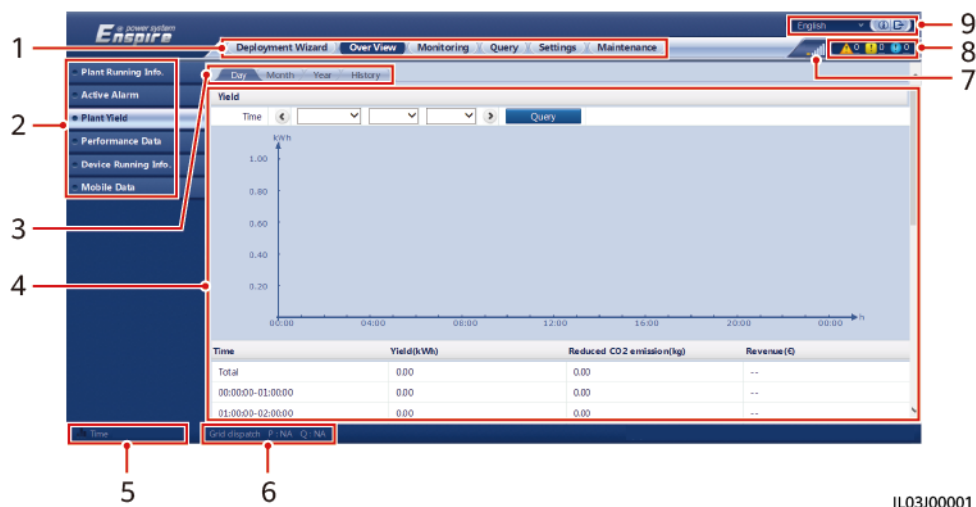 Enspire
e power system
English
9
1
Deployment Wizard Over View Monitoring Query Settings Maintenance
0 0 0
8
7
2
Plant Running Info.
Active Alarm
Plant Yield
Performance Data
Device Running Info.
Mobile Data
3
Day Month Year History
4
Yield
Time Query
kWh
1.00
0.80
0.60
0.40
0.20
00:00 04:00 08:00 12:00 16:00 20:00 00:00 h
Time Yield(kWh) Reduced CO2 emission(kg) Revenue(€)
Total 0.00 0.00 --
00:00:00-01:00:00 0.00 0.00 --
01:00:00-02:00:00 0.00 0.00 --
Time
Grid dispatch P : NA Q : NA
5
6
IL03J00001